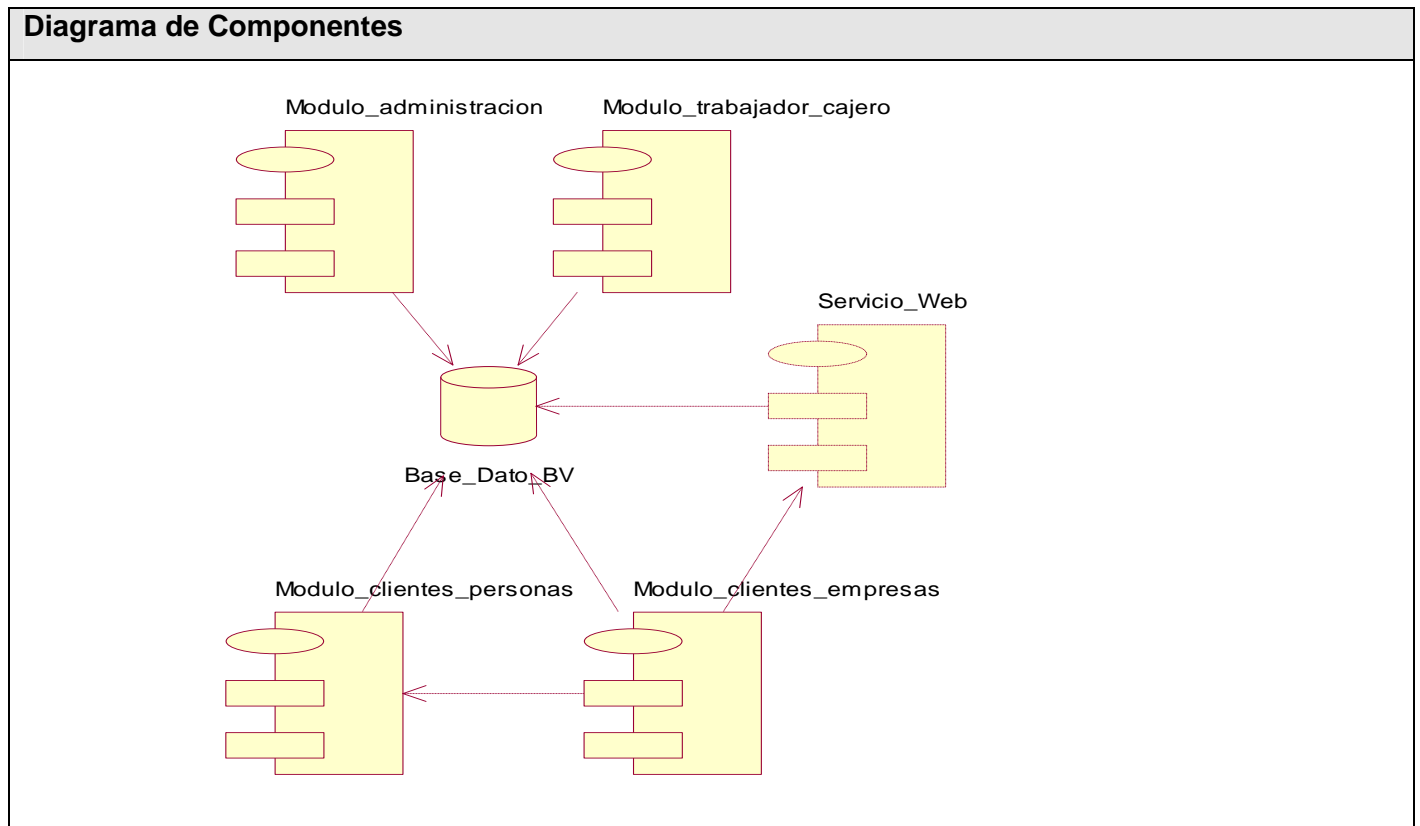 Diagrama de Componentes
Modulo_administracion
Modulo_trabajador_cajero
Servicio_Web
Base_Dato_BV
Modulo_clientes_personas
Modulo_clientes_empresas